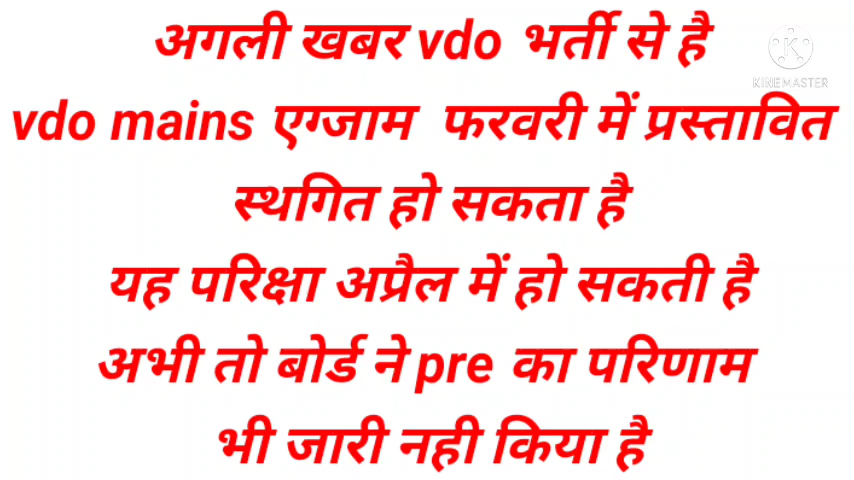 अगली खबर vdo भर्ती से है
KINEMASTER
vdo mains एग्जाम फरवरी में प्रस्तावित
स्थगित हो सकता है
यह परिक्षा अप्रैल में हो सकती है
अभी तो बोर्ड ने pre का परिणाम
भी जारी नही किया है